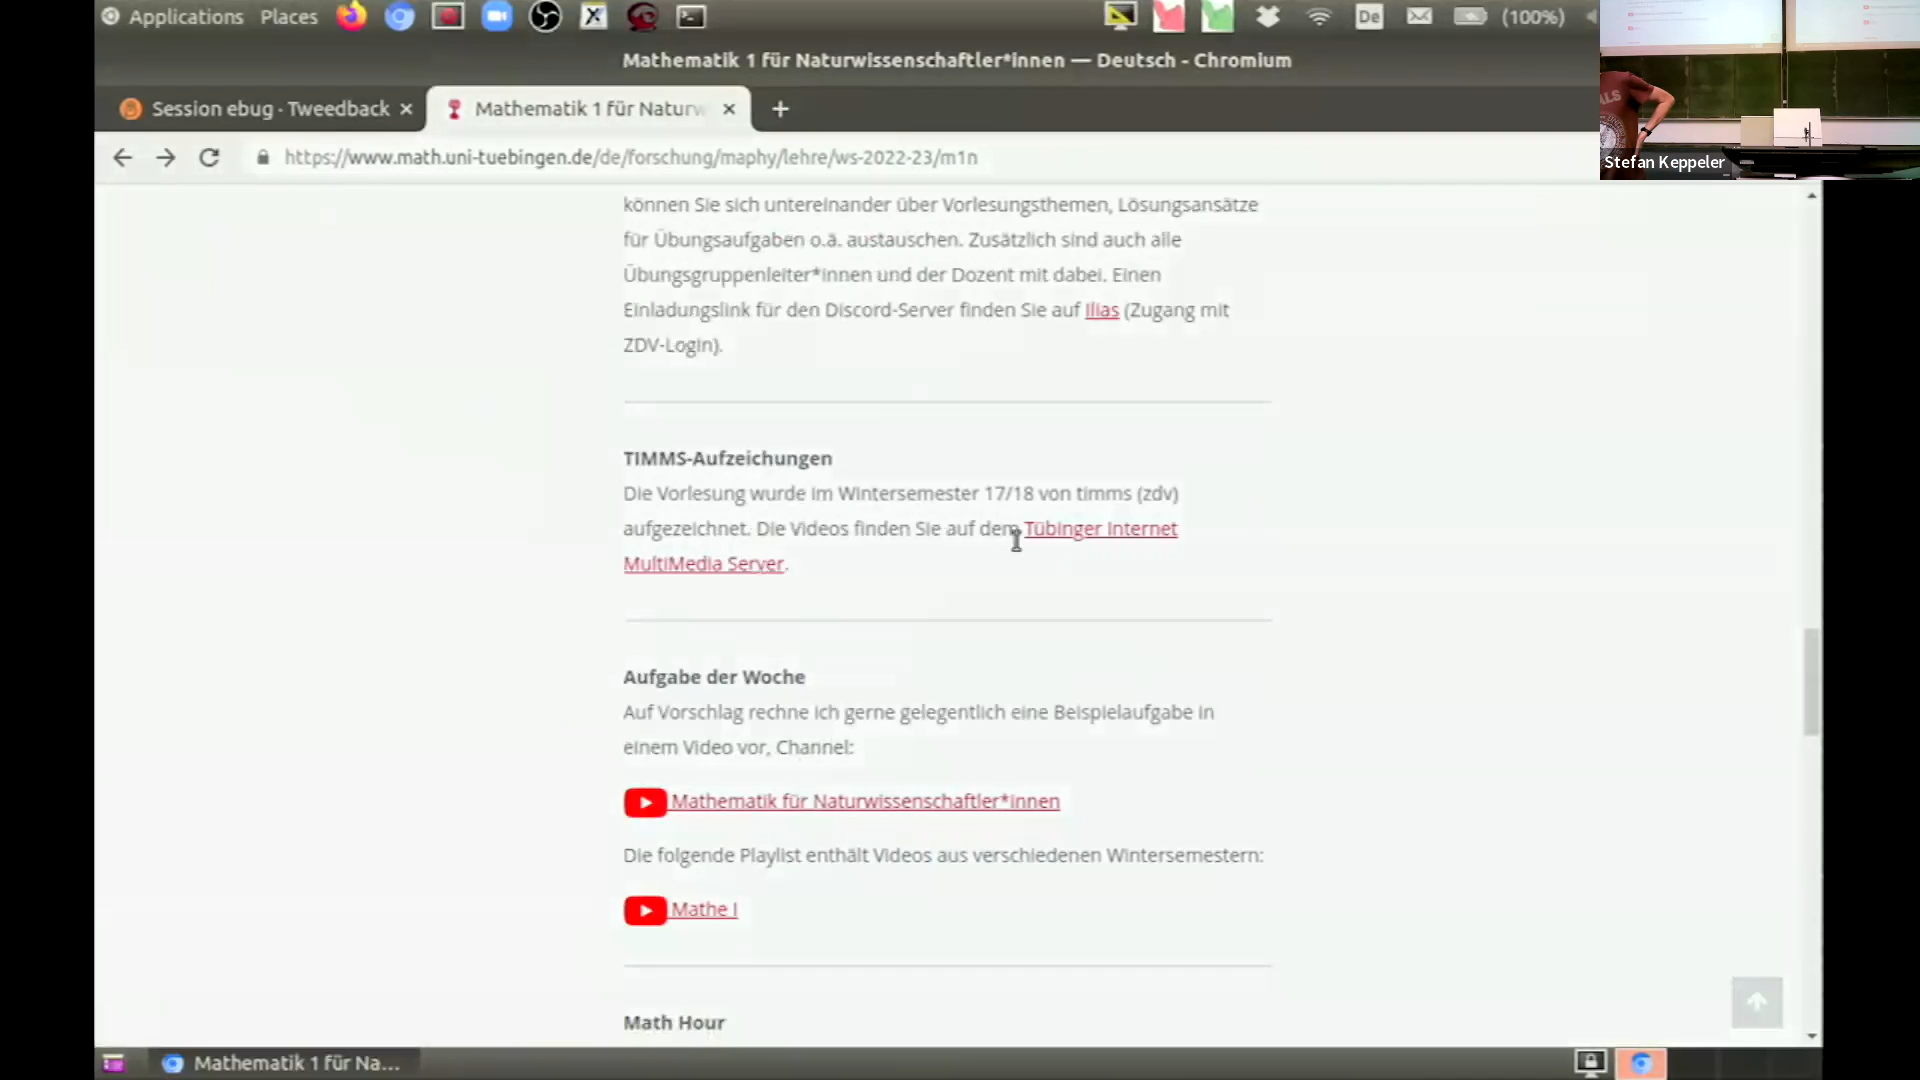 Applications Places De (100%)
Mathematik 1 für Naturwissenschaftler*innen — Deutsch - Chromium
Session ebug - Tweedback
Mathematik 1 für Naturw
https://www.math.uni-tuebingen.de/de/forschung/maphy/lehre/ws-2022-23/m1n
Stefan Keppeler
können Sie sich untereinander über Vorlesungsthemen, Lösungsansätze
für Übungsaufgaben o.ä. austauschen. Zusätzlich sind auch alle
Übungsgruppenleiter*innen und der Dozent mit dabei. Einen
Einladungslink für den Discord-Server finden Sie auf Ilias (Zugang mit
ZDV-Login).
TIMMS-Aufzeichungen
Die Vorlesung wurde im Wintersemester 17/18 von timms (zdv)
aufgezeichnet. Die Videos finden Sie auf dem Tübinger Internet
MultiMedia Server.
Aufgabe der Woche
Auf Vorschlag rechne ich gerne gelegentlich eine Beispielaufgabe in
einem Video vor, Channel:
Mathematik für Naturwissenschaftler*innen
Die folgende Playlist enthält Videos aus verschiedenen Wintersemestern:
Mathe I
Math Hour
Mathematik 1 für Na...